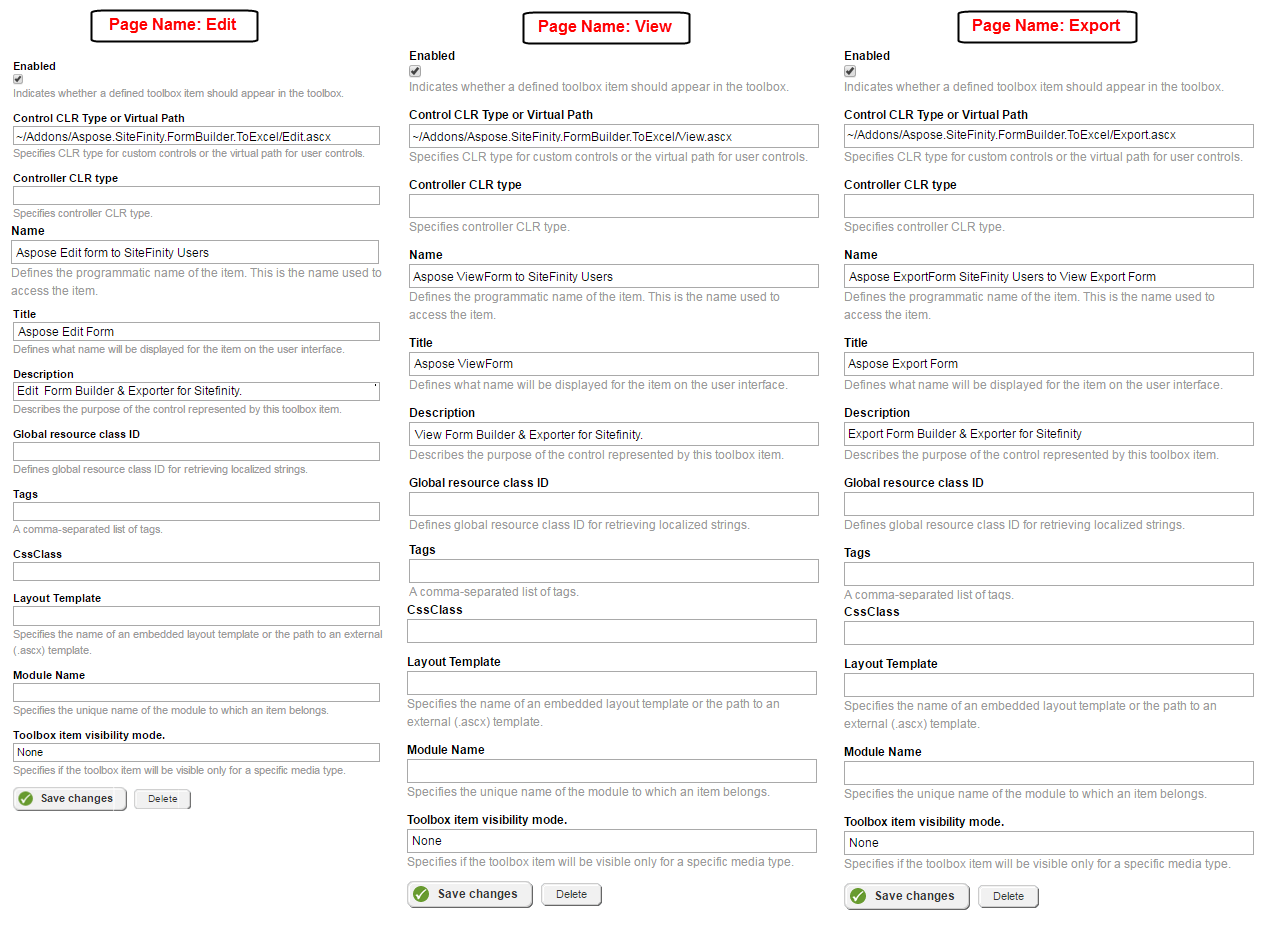 Page Name: Edit
Enabled
Indicates whether a defined toolbox item should appear in the toolbox.
Control CLR Type or Virtual Path
~/Addons/Aspose.SiteFinity.FormBuilder.ToExcel/Edit.ascx
Specifies CLR type for custom controls or the virtual path for user controls.
Controller CLR type
Specifies controller CLR type.
Name
Aspose Edit form to SiteFinity Users
Defines the programmatic name of the item. This is the name used to
access the item.
Title
Aspose Edit Form
Defines what name will be displayed for the item on the user interface.
Description
Edit Form Builder & Exporter for Sitefinity.
Describes the purpose of the control represented by this toolbox item.
Global resource class ID
Defines global resource class ID for retrieving localized strings.
Tags
A comma-separated list of tags.
CssClass
Layout Template
Specifies the name of an embedded layout template or the path to an external
(.ascx) template.
Module Name
Specifies the unique name of the module to which an item belongs.
Toolbox item visibility mode.
None
Specifies if the toolbox item will be visible only for a specific media type.
Save changes Delete
Page Name: View
Enabled
Indicates whether a defined toolbox item should appear in the toolbox.
Control CLR Type or Virtual Path
~/Addons/Aspose.SiteFinity.FormBuilder.ToExcel/View.ascx
Specifies CLR type for custom controls or the virtual path for user controls.
Controller CLR type
Specifies controller CLR type.
Name
Aspose ViewForm to SiteFinity Users
Defines the programmatic name of the item. This is the name used to
access the item.
Title
Aspose ViewForm
Defines what name will be displayed for the item on the user interface.
Description
View Form Builder & Exporter for Sitefinity.
Describes the purpose of the control represented by this toolbox item.
Global resource class ID
Defines global resource class ID for retrieving localized strings.
Tags
A comma-separated list of tags.
CssClass
Layout Template
Specifies the name of an embedded layout template or the path to an
external (.ascx) template.
Module Name
Specifies the unique name of the module to which an item belongs.
Toolbox item visibility mode.
None
Specifies if the toolbox item will be visible only for a specific media type.
Save changes Delete
Page Name: Export
Enabled
Indicates whether a defined toolbox item should appear in the toolbox.
Control CLR Type or Virtual Path
~/Addons/Aspose.SiteFinity.FormBuilder.ToExcel/Export.ascx
Specifies CLR type for custom controls or the virtual path for user controls.
Controller CLR type
Specifies controller CLR type.
Name
Aspose ExportForm SiteFinity Users to View Export Form
Defines the programmatic name of the item. This is the name used to
access the item.
Title
Aspose Export Form
Defines what name will be displayed for the item on the user interface.
Description
Export Form Builder & Exporter for Sitefinity
Describes the purpose of the control represented by this toolbox item.
Global resource class ID
Defines global resource class ID for retrieving localized strings.
Tags
A comma-separated list of tags.
CssClass
Layout Template
Specifies the name of an embedded layout template or the path to an
external (.ascx) template.
Module Name
Specifies the unique name of the module to which an item belongs.
Toolbox item visibility mode.
None
Specifies if the toolbox item will be visible only for a specific media type.
Save changes Delete